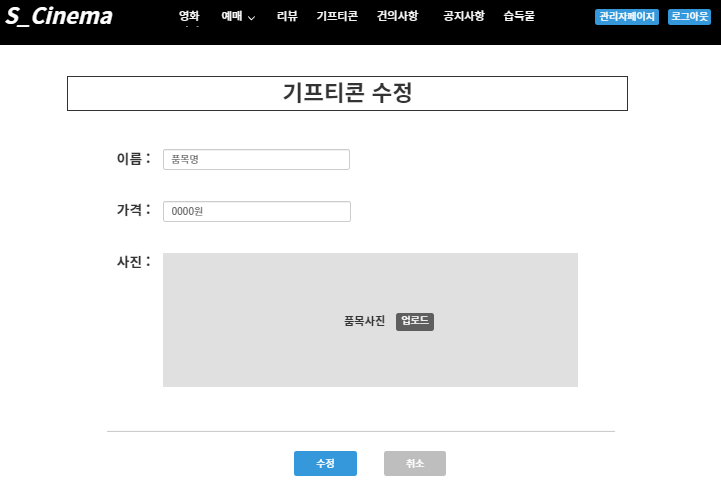 S_Cinema 영화 예매 리뷰 기프티콘 건의사항 공지사항 습득물 관리자페이지 로그아웃
기프티콘 수정
이름 : 품목명
가격 : 0000원
사진 :
품목사진 업로드
수정 취소